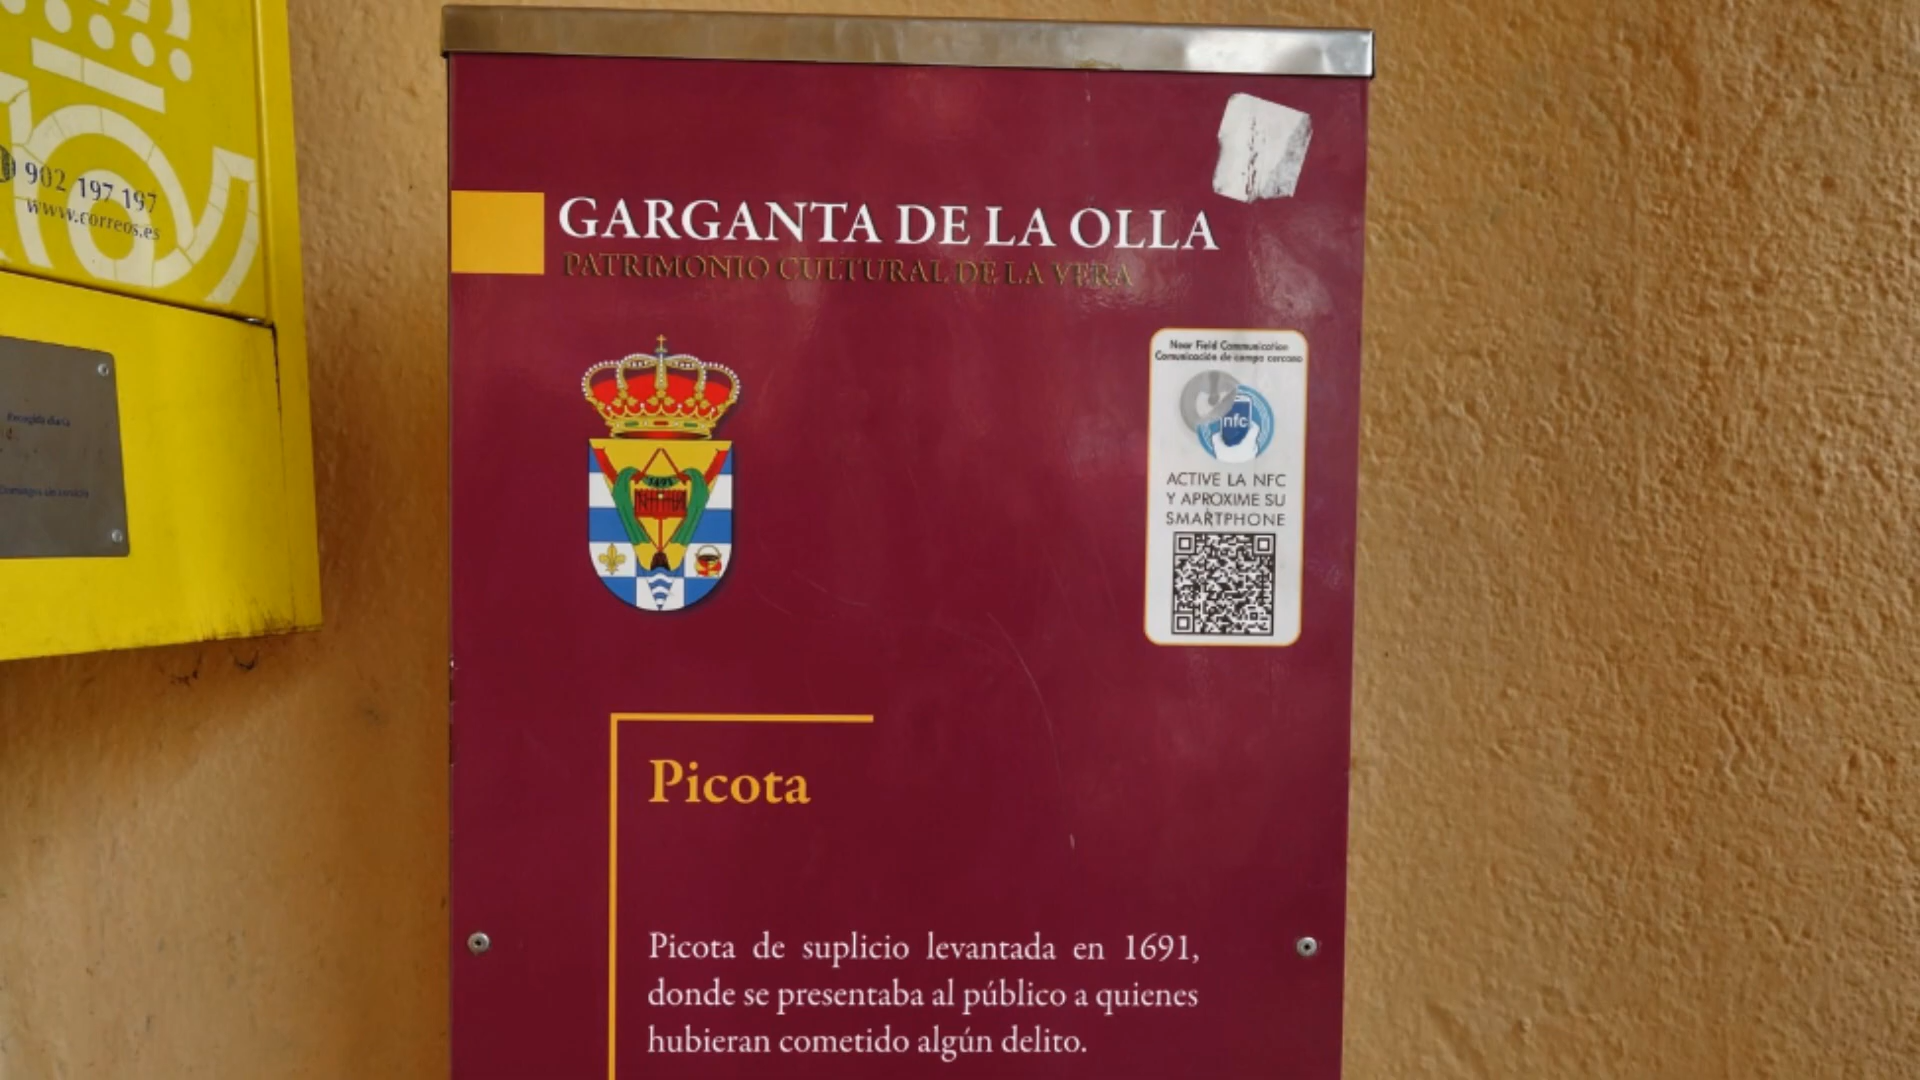 902 197 197
www.correos.es
GARGANTA DE LA OLLA
PATRIMONIO CULTURAL DE LA VERA
Near Field Communication
Comunicación de campo cercano
nfc
ACTIVE LA NFC
Y APROXIME SU
SMARTPHONE
1691
Picota
Picota de suplicio levantada en 1691,
donde se presentaba al público a quienes
hubieran cometido algún delito.